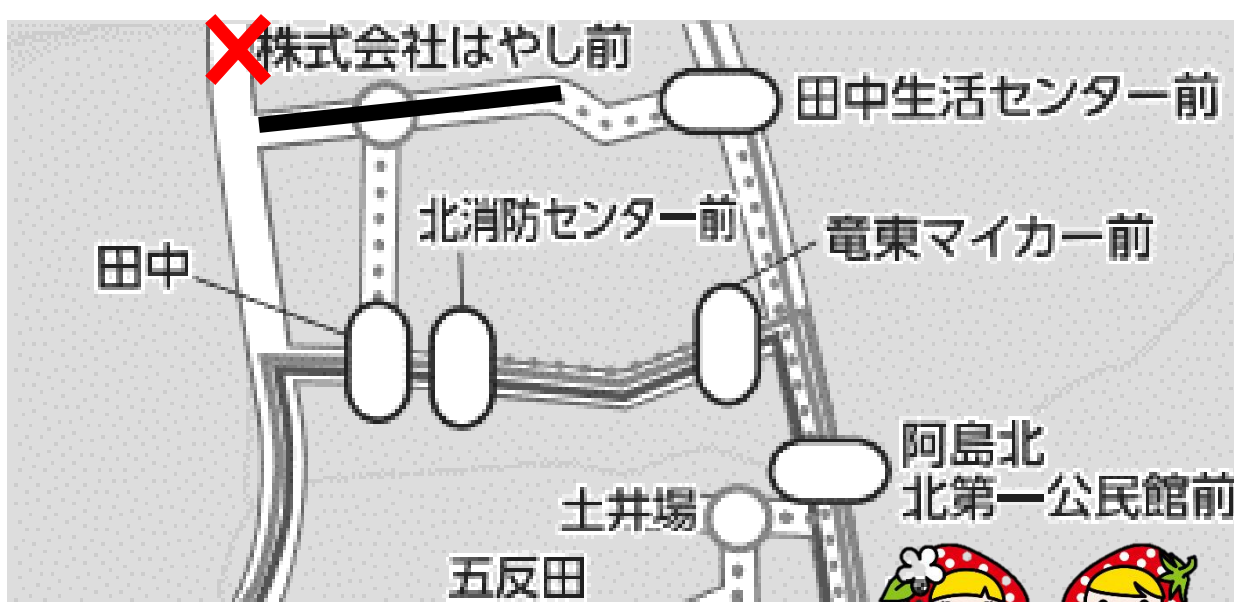 株式会社はやし前
田中生活センター前
北消防センター前
竜東マイカー前
田中
阿島北
北第一公民館前
土井場
五反田